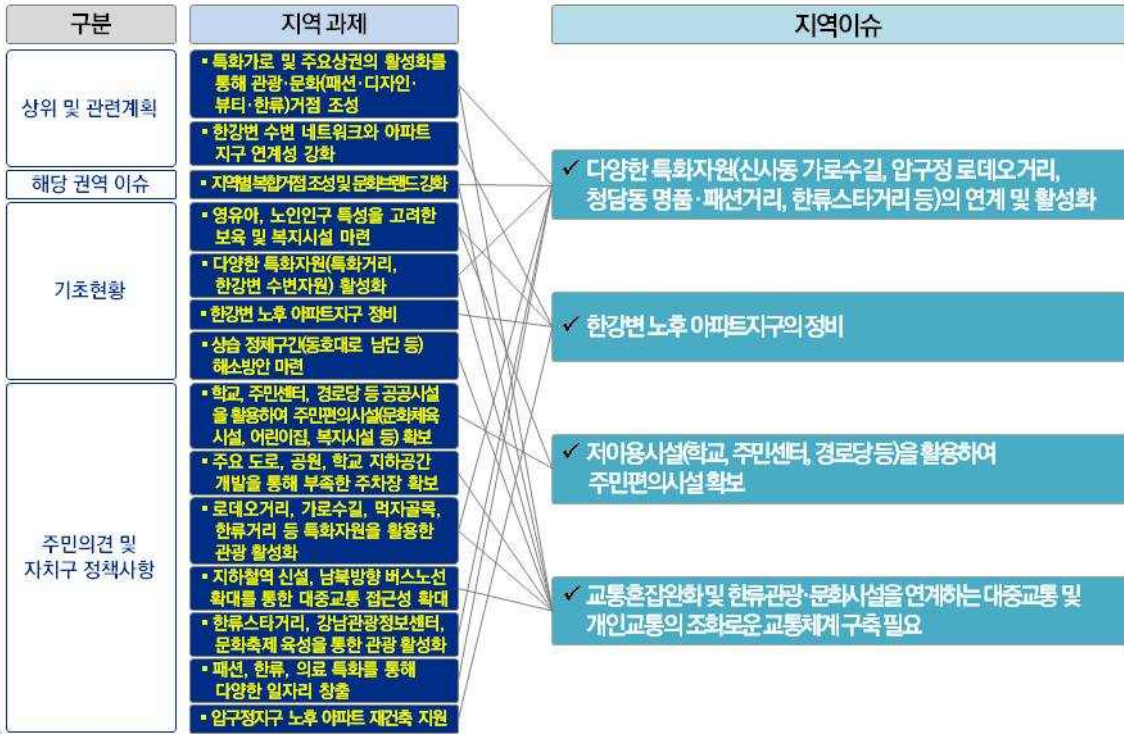 구분
지역 과제
지역이슈
상위 및 관련계획
▪ 특화가로 및 주요상권의 활성화를
통해 관광·문화(패션·디자인·
뷰티·한류)거점 조성
▪ 한강변 수변 네트워크와 아파트
지구 연계성 강화
해당 권역 이슈
▪ 지역별 복합거점 조성 및 문화브랜드 강화
기초현황
▪ 영유아, 노인인구 특성을 고려한
보육 및 복지시설 마련
▪ 다양한 특화자원(특화거리,
한강변 수변자원) 활성화
▪ 한강변 노후 아파트지구 정비
▪ 상습 정체구간(동호대로 남단 등)
해소방안 마련
주민의견 및
자치구 정책사항
▪ 학교, 주민센터, 경로당 등 공공시설
을 활용하여 주민편의시설(문화체육
시설, 어린이집, 복지시설 등) 확보
▪ 주요 도로, 공원, 학교 지하공간
개발을 통해 부족한 주차장 확보
▪ 로데오거리, 가로수길, 먹자골목,
한류거리 등 특화자원을 활용한
관광 활성화
▪ 지하철역 신설, 남북방향 버스노선
확대를 통한 대중교통 접근성 확대
▪ 한류스타거리, 강남관광정보센터,
문화축제 육성을 통한 관광 활성화
▪ 패션, 한류, 의료 특화를 통해
다양한 일자리 창출
▪ 압구정지구 노후 아파트 재건축 지원
✓ 다양한 특화자원(신사동 가로수길, 압구정 로데오거리,
청담동 명품·패션거리, 한류스타거리 등)의 연계 및 활성화
✓ 한강변 노후 아파트지구의 정비
✓ 저이용시설(학교, 주민센터, 경로당 등)을 활용하여
주민편의시설 확보
✓ 교통혼잡완화 및 한류관광·문화시설을 연계하는 대중교통 및
개인교통의 조화로운 교통체계 구축 필요